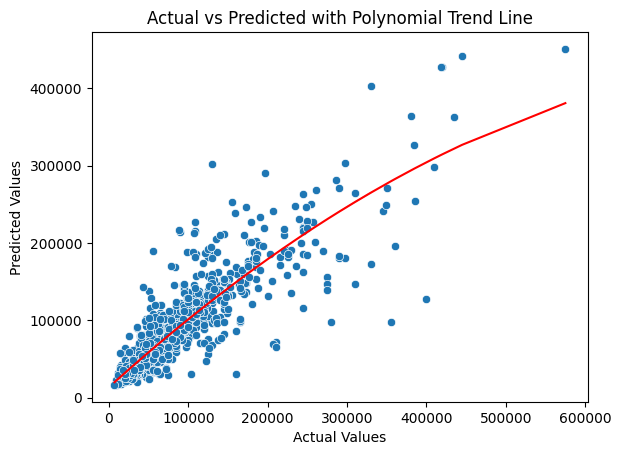 Actual vs Predicted with Polynomial Trend Line
Predicted Values
400000
300000
200000
100000
0
0 100000 200000 300000 400000 500000 600000
Actual Values